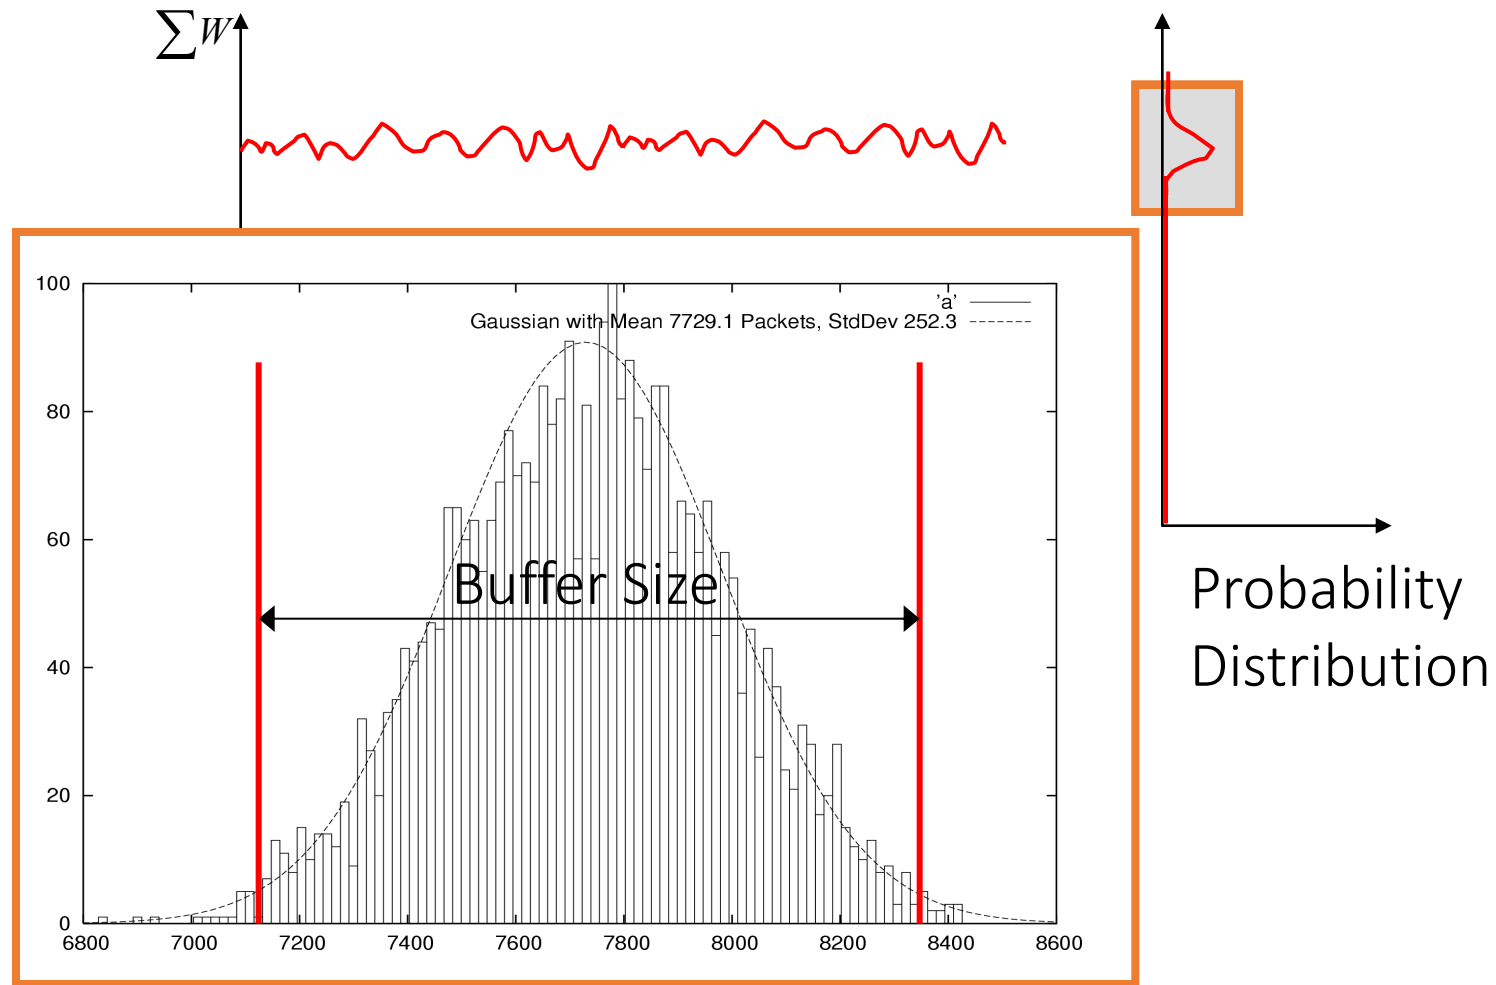 ∑W
100
'a'
Gaussian with Mean 7729.1 Packets, StdDev 252.3
80
60
Buffer Size
40
20
0
6800 7000 7200 7400 7600 7800 8000 8200 8400 8600
Probability
Distribution